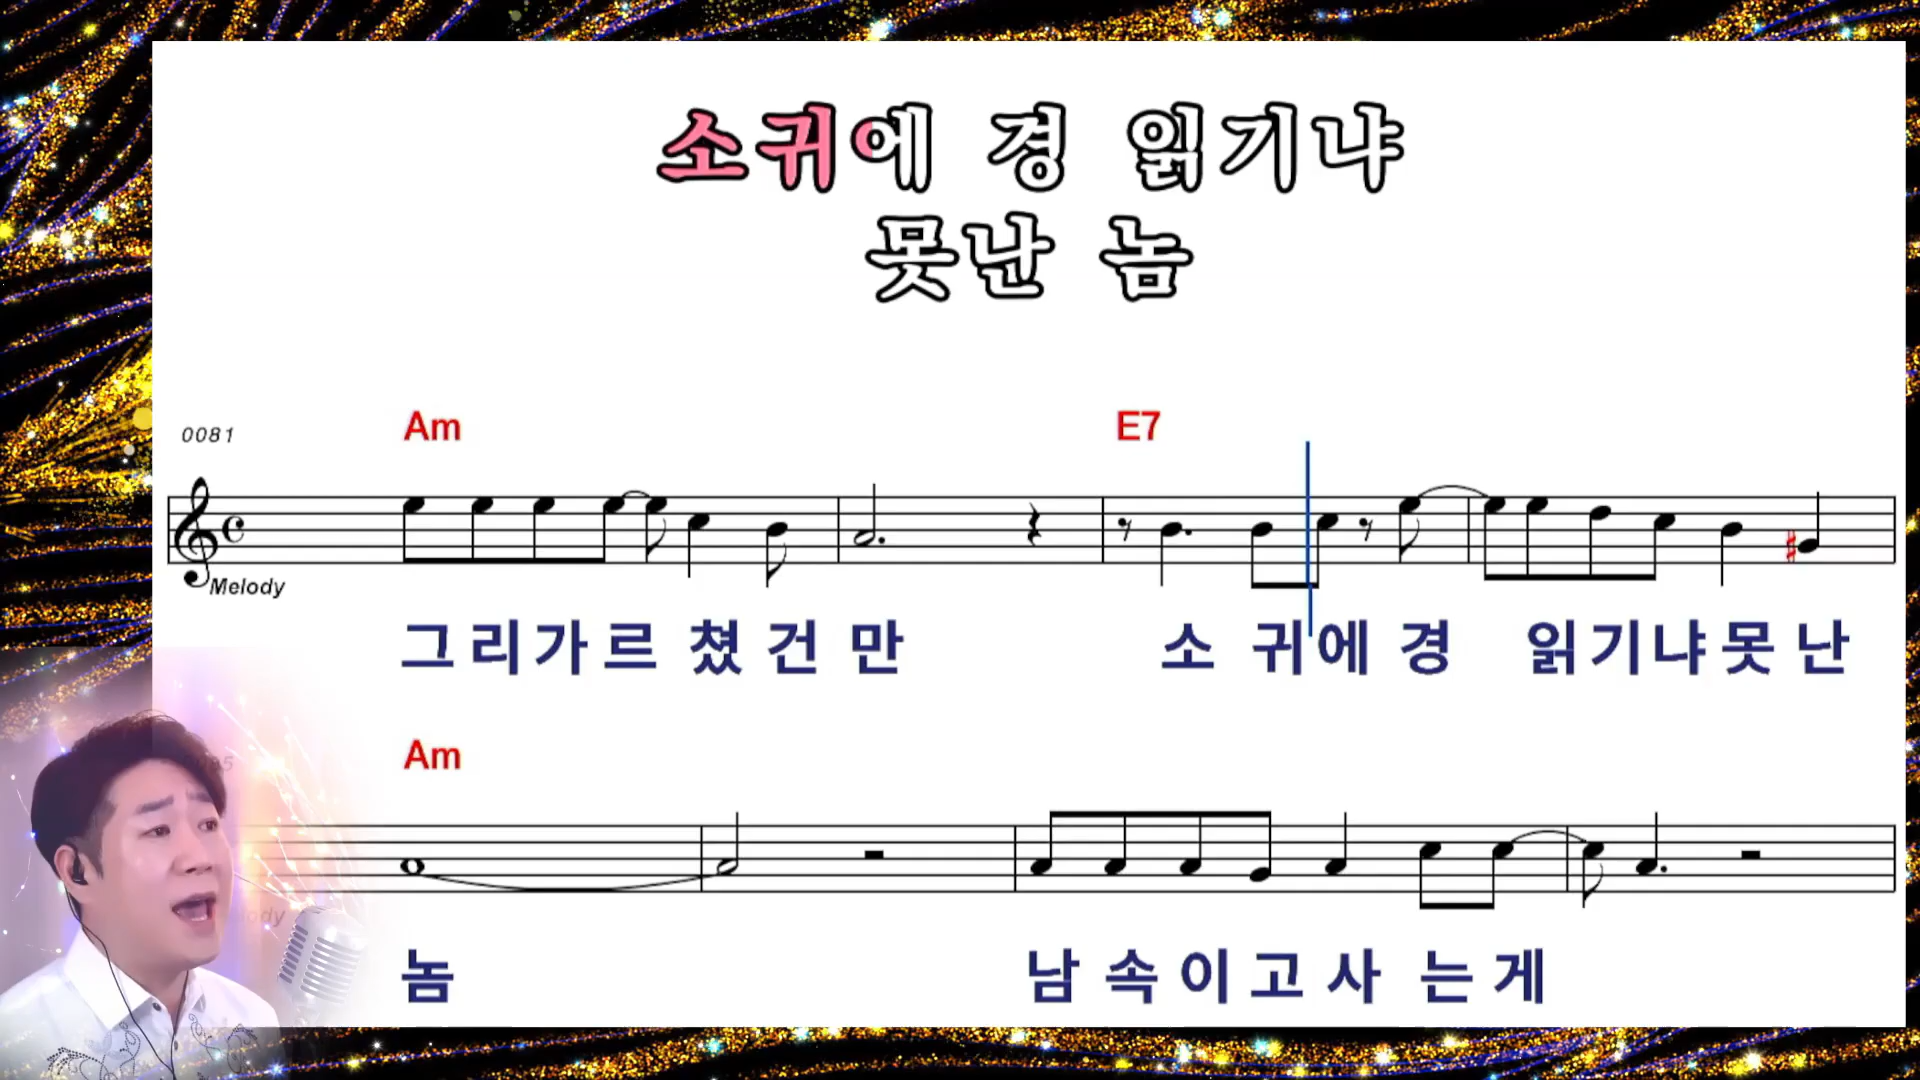 소귀에 경 읽기냐
못난 놈
0081
Am E7
Melody
그리가르 쳤건만 소 귀에 경 읽기냐못난
Am
놈 남속이고사 는게